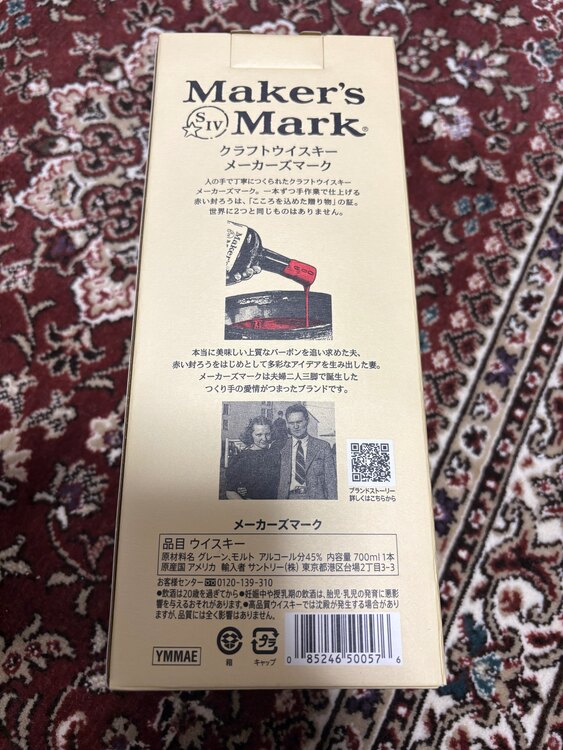 Maker's
S IV Mark®
クラフトウイスキー
メーカーズマーク
人の手で丁寧につくられたクラフトウイスキー
メーカーズマーク。一本ずつ手作業で仕上げる
赤い封ろうは、「こころを込めた贈り物」の証。
世界に2つと同じものはありません。
Maker's
本当に美味しい上質なバーボンを追い求めた夫、
赤い封ろうをはじめとして多彩なアイデアを生み出した妻。
メーカーズマークは夫婦二人三脚で誕生した
つくり手の愛情がつまったブランドです。
ブランドストーリー
詳しくはこちらから
メーカーズマーク
品目 ウイスキー
原材料名 グレーン、モルト アルコール分45% 内容量 700ml 1本
原産国 アメリカ 輸入者 サントリー(株) 東京都港区台場2丁目3-3
お客様センター 0120-139-310
●飲酒は20歳を過ぎてから●妊娠中や授乳期の飲酒は、胎児・乳児の発育に悪影
響を与えるおそれがあります。●高品質ウイスキーでは沈殿が発生する場合があり
ますが、品質には全く影響はありません。
YMMAE
箱
プラ
キャップ
0 85246 50057 6